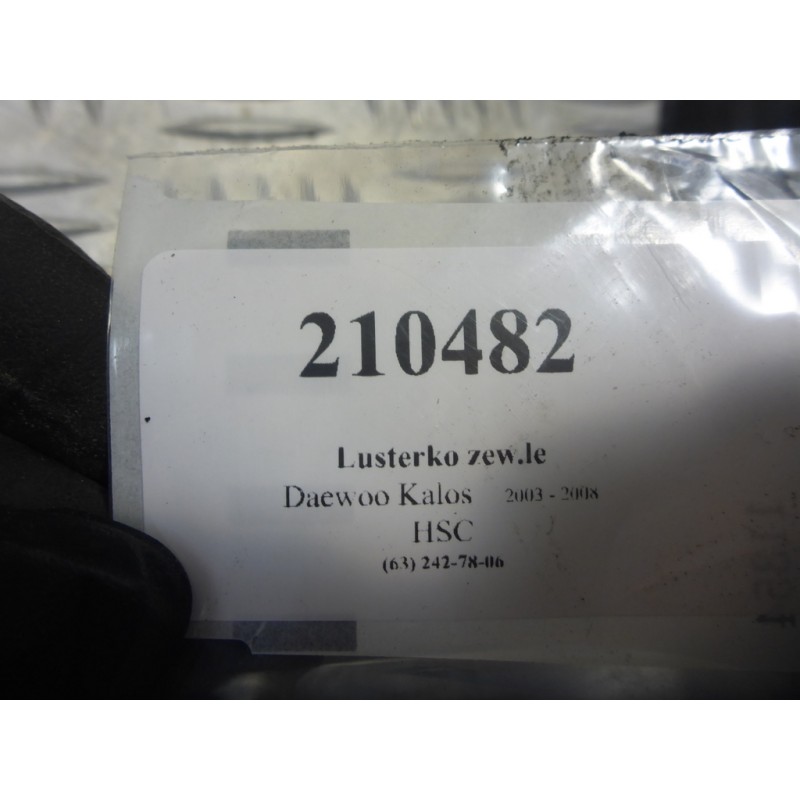 210482
Lusterko zew.le
Daewoo Kalos 2003 - 2008
HSC
(63) 242-78-06